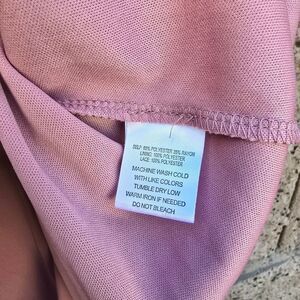 SELF: 65% POLYESTER 35% RAYON
LINING: 100% POLYESTER
LACE: 100% POLYESTER
MACHINE WASH COLD
WITH LIKE COLORS
TUMBLE DRY LOW
WARM IRON IF NEEDED
DO NOT BLEACH